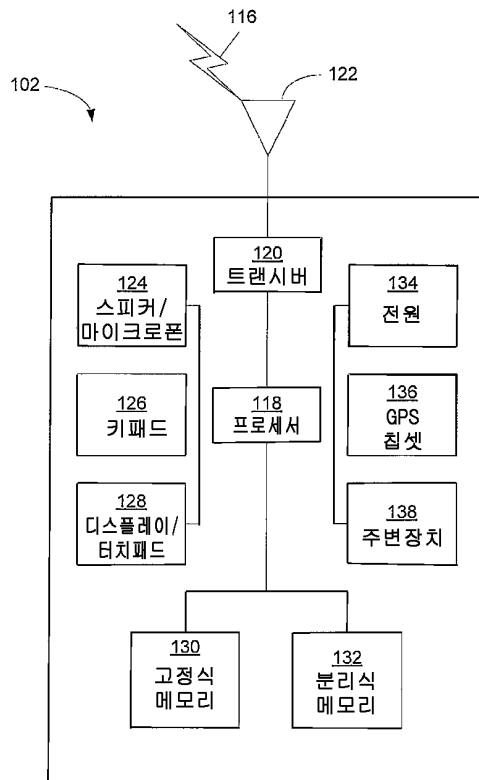 116
122
102
120
트랜시버
124
스피커/
마이크로폰
134
전원
126
키패드
118
프로세서
136
GPS
칩셋
128
디스플레이/
터치패드
138
주변장치
130
고정식
메모리
132
분리식
메모리